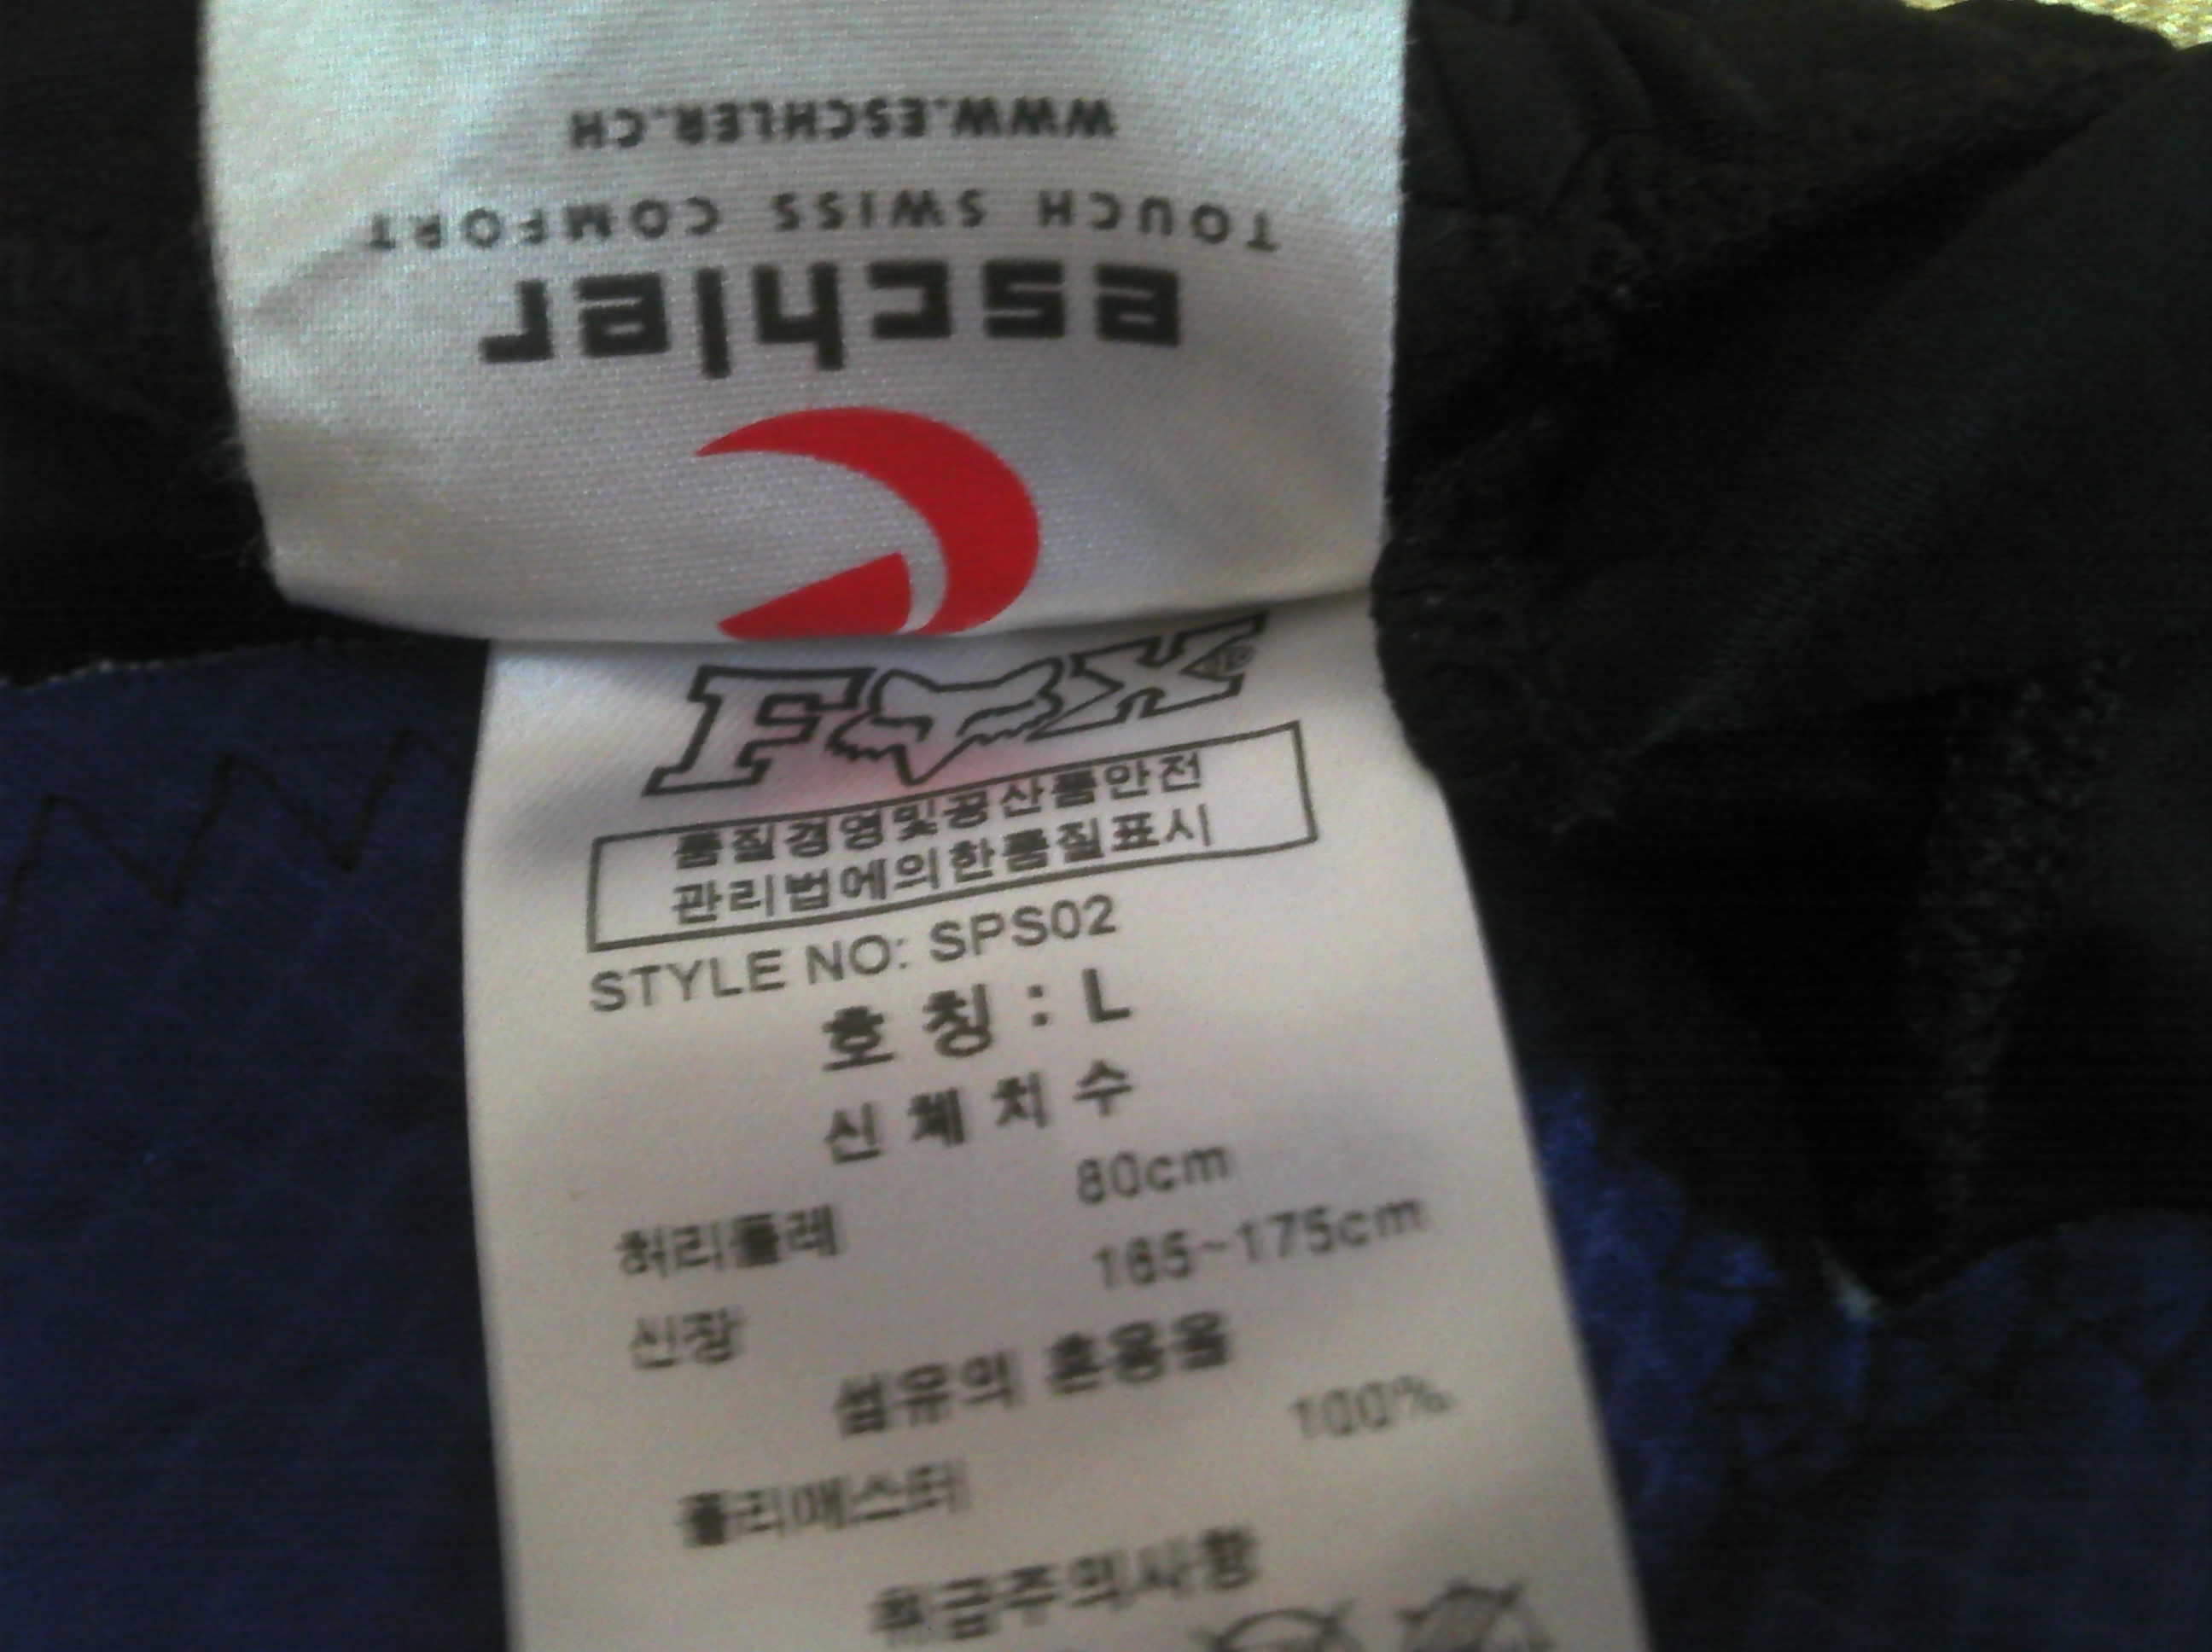 WWW.ESCHLER.CH
TOUCH SWISS COMFORT
eschler
FOX
품질경영및공산품안전
관리법에의한품질표시
STYLE NO: SPS02
호 칭 : L
신 체 치 수
허리둘레 80cm
신장 165~175cm
섬유의 혼용율
폴리에스터 100%
취급주의사항